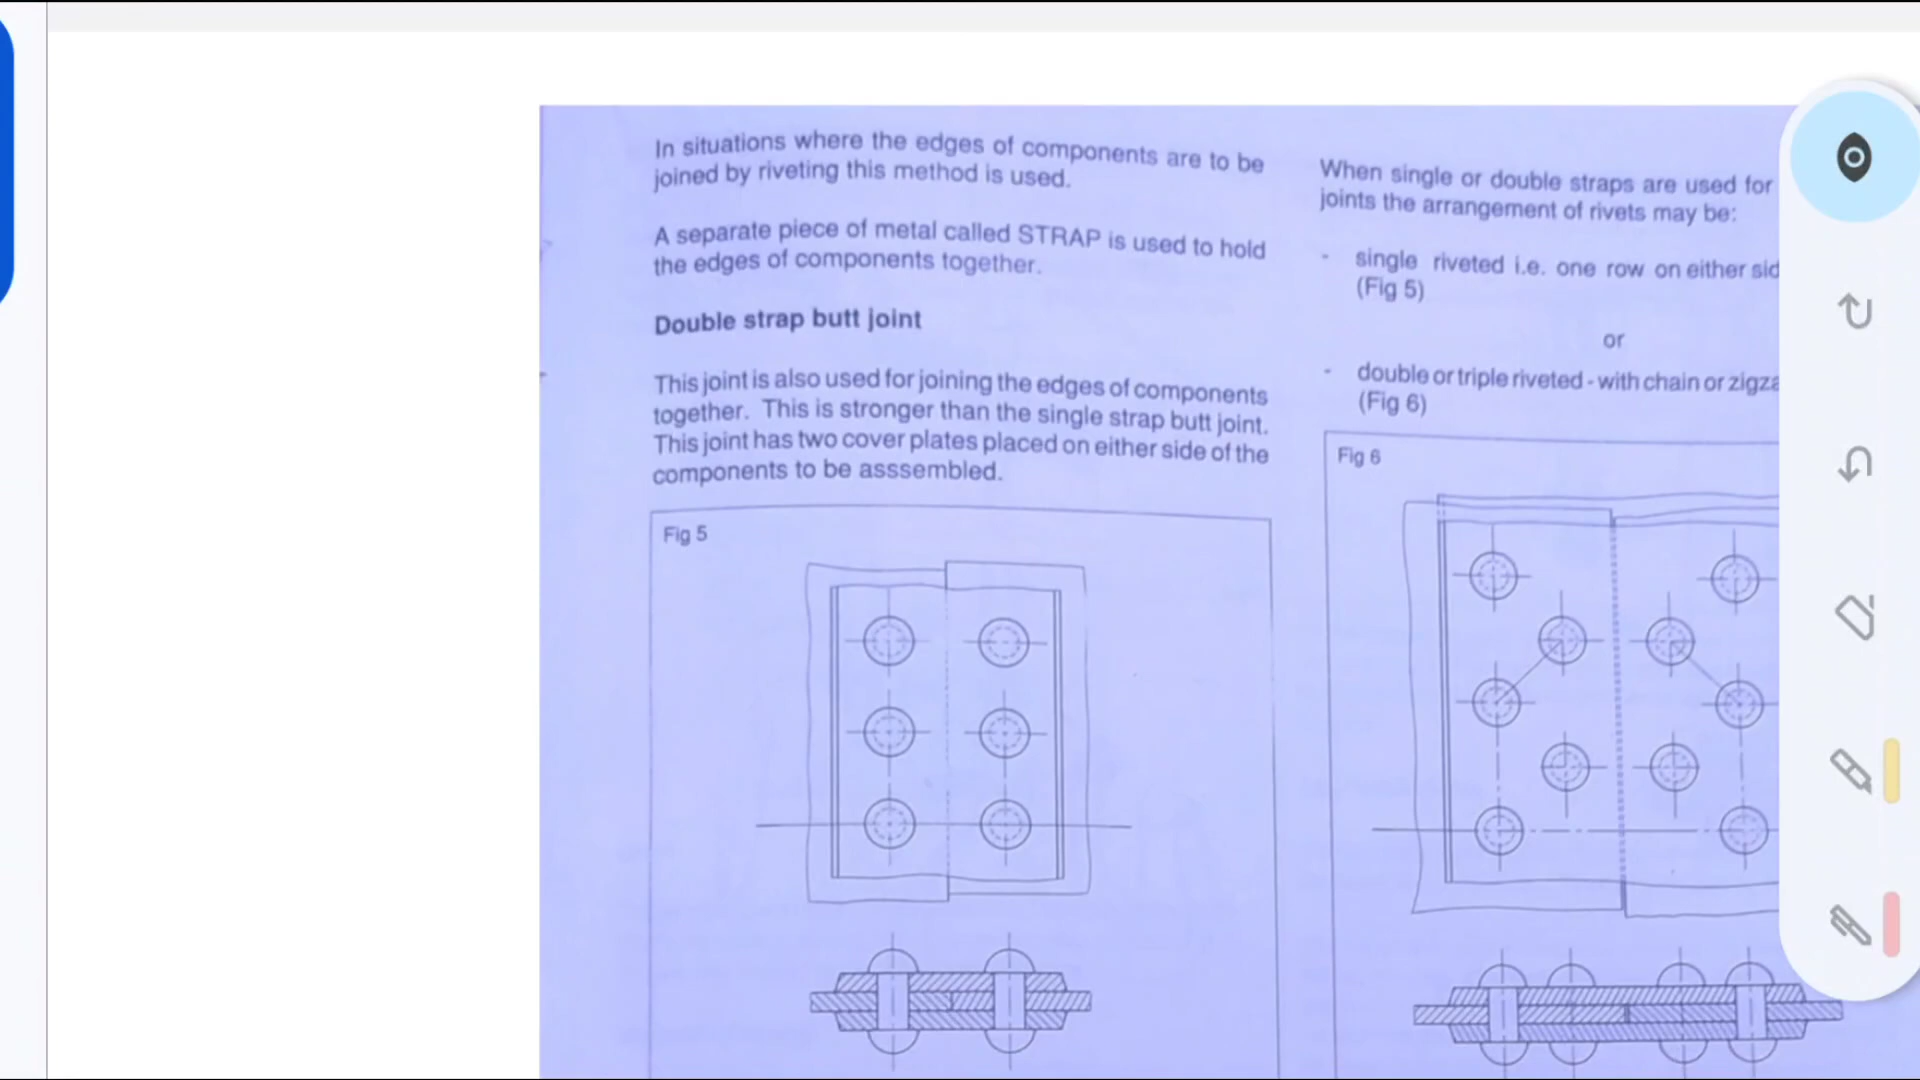 In situations where the edges of components are to be
joined by riveting this method is used.
A separate piece of metal called STRAP is used to hold
the edges of components together.
Double strap butt joint
This joint is also used for joining the edges of components
together. This is stronger than the single strap butt joint.
This joint has two cover plates placed on either side of the
components to be asssembled.
Fig 5
When single or double straps are used for
joints the arrangement of rivets may be:
- single riveted i.e. one row on either sid
(Fig 5)
or
- double or triple riveted - with chain or zigza
(Fig 6)
Fig 6